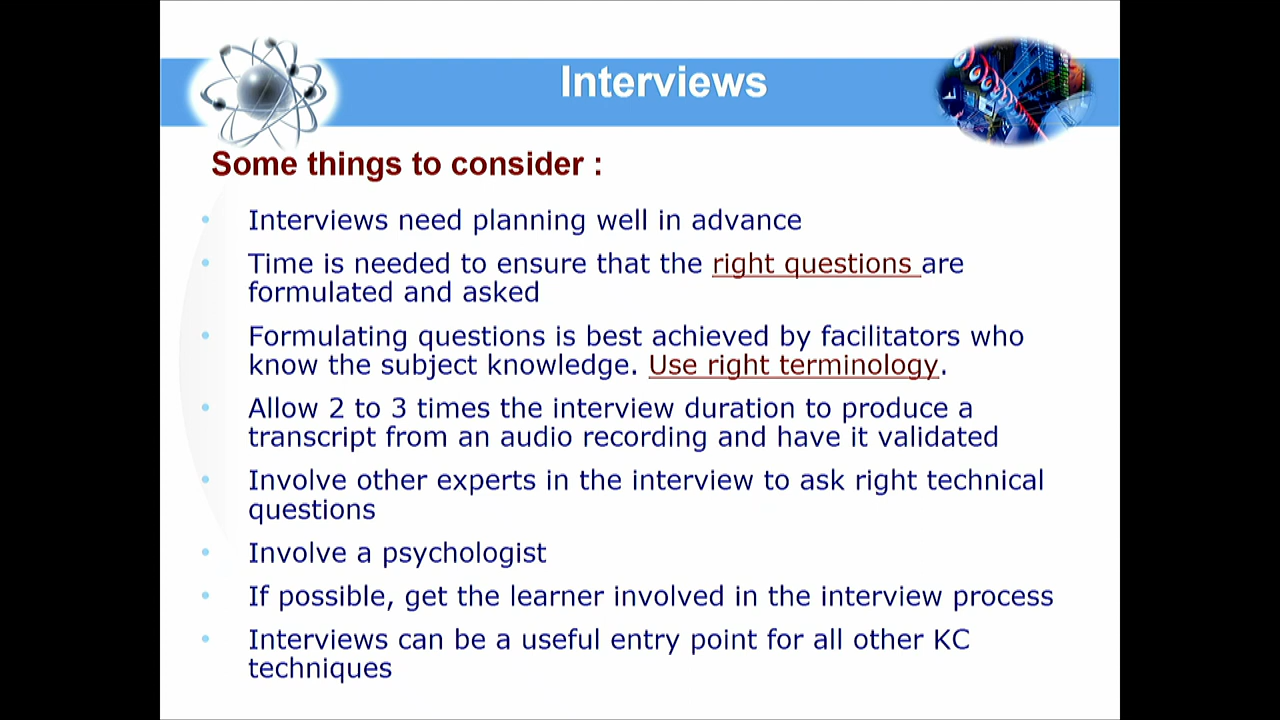 Interviews
Some things to consider :
• Interviews need planning well in advance
• Time is needed to ensure that the right questions are
formulated and asked
• Formulating questions is best achieved by facilitators who
know the subject knowledge. Use right terminology.
• Allow 2 to 3 times the interview duration to produce a
transcript from an audio recording and have it validated
• Involve other experts in the interview to ask right technical
questions
• Involve a psychologist
• If possible, get the learner involved in the interview process
• Interviews can be a useful entry point for all other KC
techniques